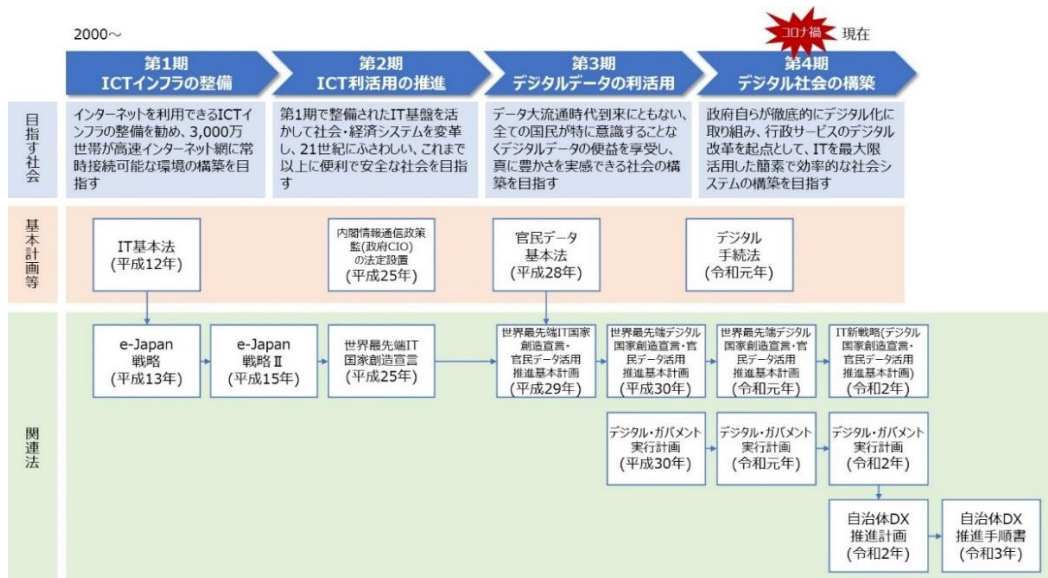 2000～
コロナ禍
現在
第1期
ICTインフラの整備
第2期
ICT利活用の推進
第3期
デジタルデータの利活用
第4期
デジタル社会の構築
目指す社会
インターネットを利用できるICTイ
ンフラの整備を勧め、3,000万
世帯が高速インターネット網に常
時接続可能な環境の構築を目
指す
第1期で整備されたIT基盤を活
かして社会・経済システムを変革
し、21世紀にふさわしい、これまで
以上に便利で安全な社会を目指
す
データ大流通時代到来にともない、
全ての国民が特に意識することな
くデジタルデータの便益を享受し、
真に豊かさを実感できる社会の構
築を目指す
政府自らが徹底的にデジタル化に
取り組み、行政サービスのデジタル
改革を起点として、ITを最大限
活用した簡素で効率的な社会シ
ステムの構築を目指す
基本計画等
IT基本法
(平成12年)
内閣情報通信政策
監(政府CIO)
の法定設置
(平成25年)
官民データ
基本法
(平成28年)
デジタル
手続法
(令和元年)
関連法
e-Japan
戦略
(平成13年)
e-Japan
戦略Ⅱ
(平成15年)
世界最先端IT
国家創造宣言
(平成25年)
世界最先端IT国家
創造宣言・
官民データ活用
推進基本計画
(平成29年)
世界最先端デジタル
国家創造宣言・官
民データ活用
推進基本計画
(平成30年)
世界最先端デジタル
国家創造宣言・官
民データ活用
推進基本計画
(令和元年)
IT新戦略(デジタル
国家創造宣言・
官民データ活用
推進基本計画)
(令和2年)
デジタル・ガバメント
実行計画
(平成30年)
デジタル・ガバメント
実行計画
(令和元年)
デジタル・ガバメント
実行計画
(令和2年)
自治体DX
推進計画
(令和2年)
自治体DX
推進手順書
(令和3年)